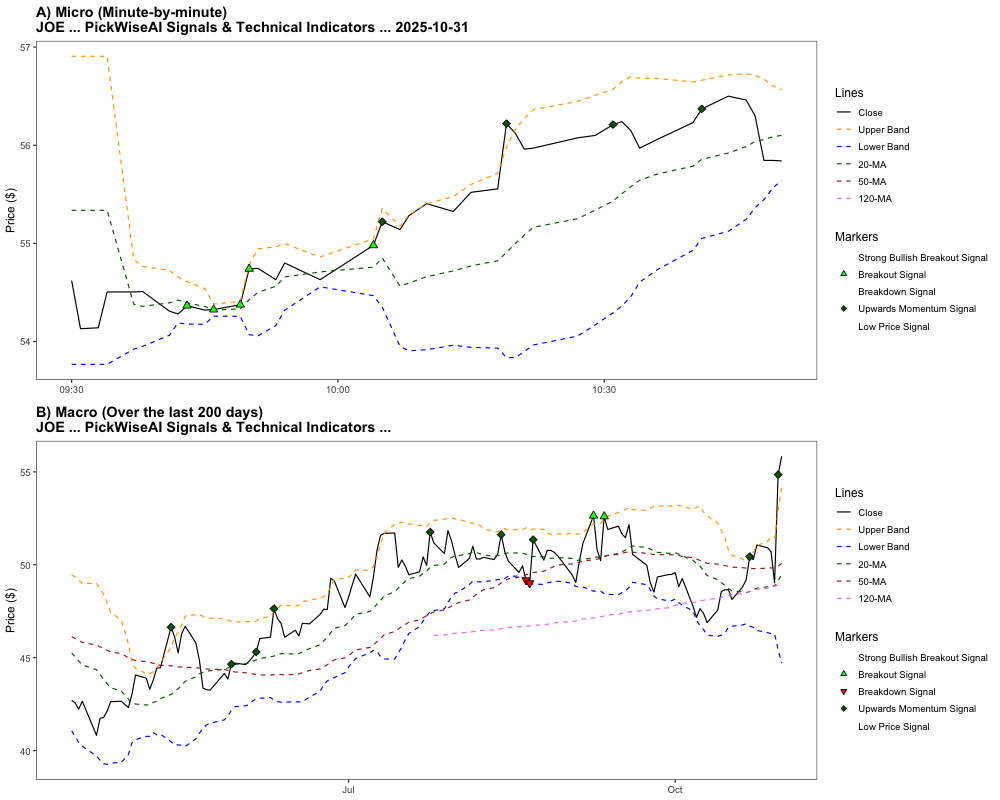 A) Micro (Minute-by-minute)
JOE ... PickWiseAI Signals & Technical Indicators ... 2025-10-31
57
56
55
54
Price ($)
09:30
10:00
10:30
Lines
Close
Upper Band
Lower Band
20-MA
50-MA
120-MA
Markers
Strong Bullish Breakout Signal
Breakout Signal
Breakdown Signal
Upwards Momentum Signal
Low Price Signal
B) Macro (Over the last 200 days)
JOE ... PickWiseAI Signals & Technical Indicators ...
55
50
45
40
Price ($)
Jul
Oct
Lines
Close
Upper Band
Lower Band
20-MA
50-MA
120-MA
Markers
Strong Bullish Breakout Signal
Breakout Signal
Breakdown Signal
Upwards Momentum Signal
Low Price Signal